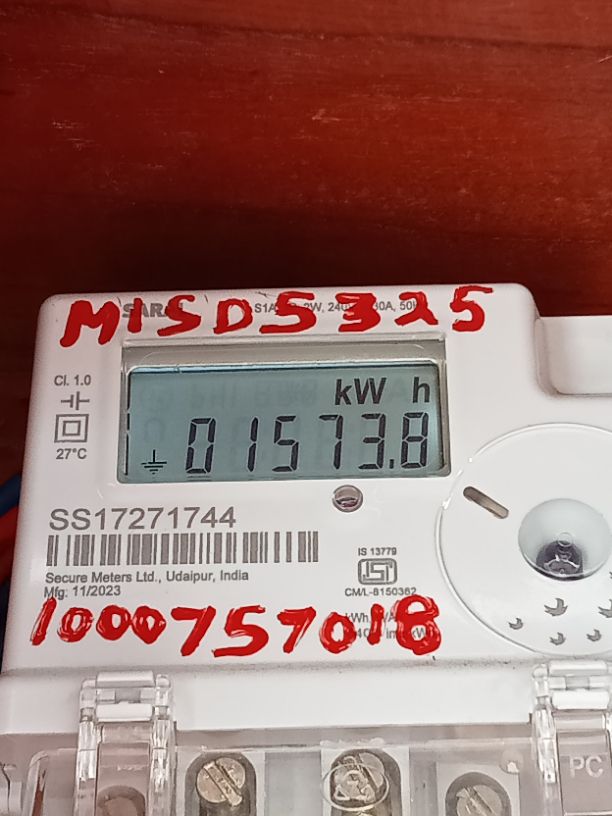 MISD5325
Cl. 1.0
27°C
kW h
01573.8
SS17271744
Secure Meters Ltd., Udaipur, India
Mfg: 11/2023
IS 13779
ISI
CM/L-8150362
1000757018
PC